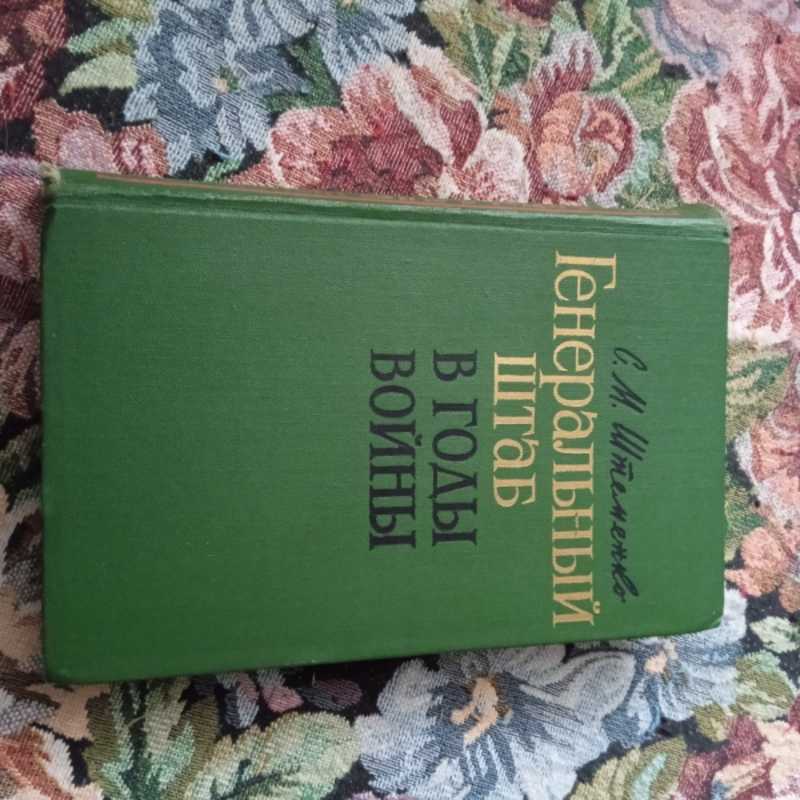 С. М. Штеменко
Генеральный
штаб
в годы
войны